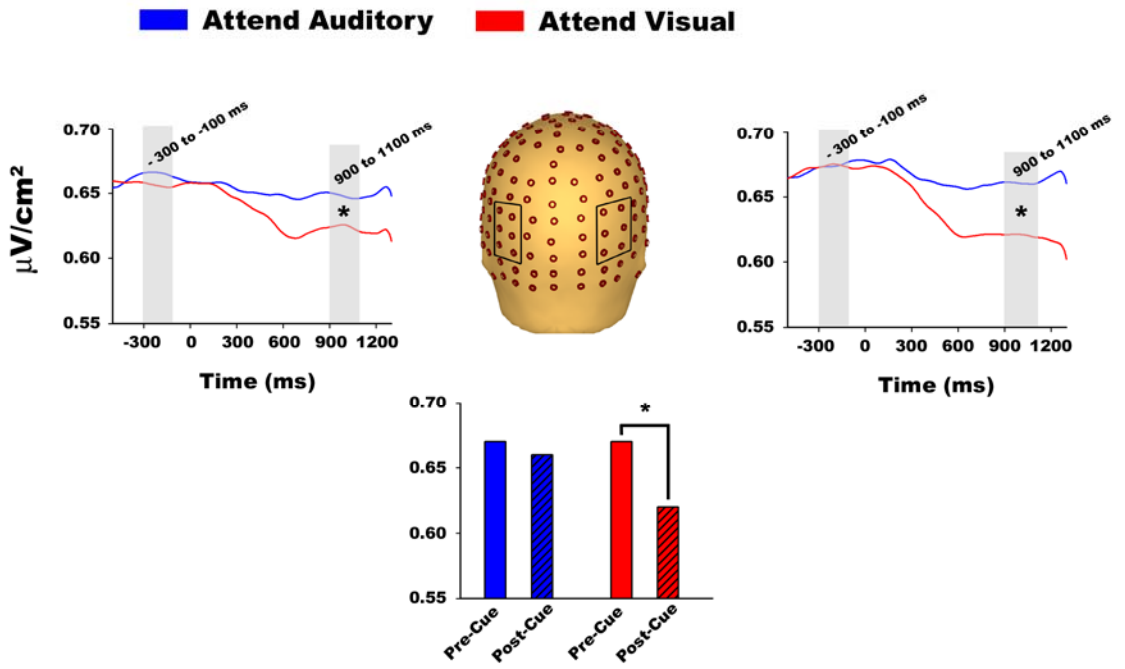 Attend Auditory Attend Visual
μV/cm²
0.70
0.65
0.60
0.55
- 300 to -100 ms
900 to 1100 ms
*
-300 0 300 600 900 1200
Time (ms)
0.70
0.65
0.60
0.55
- 300 to -100 ms
900 to 1100 ms
*
-300 0 300 600 900 1200
Time (ms)
0.70
0.65
0.60
0.55
*
Pre-Cue Post-Cue Pre-Cue Post-Cue